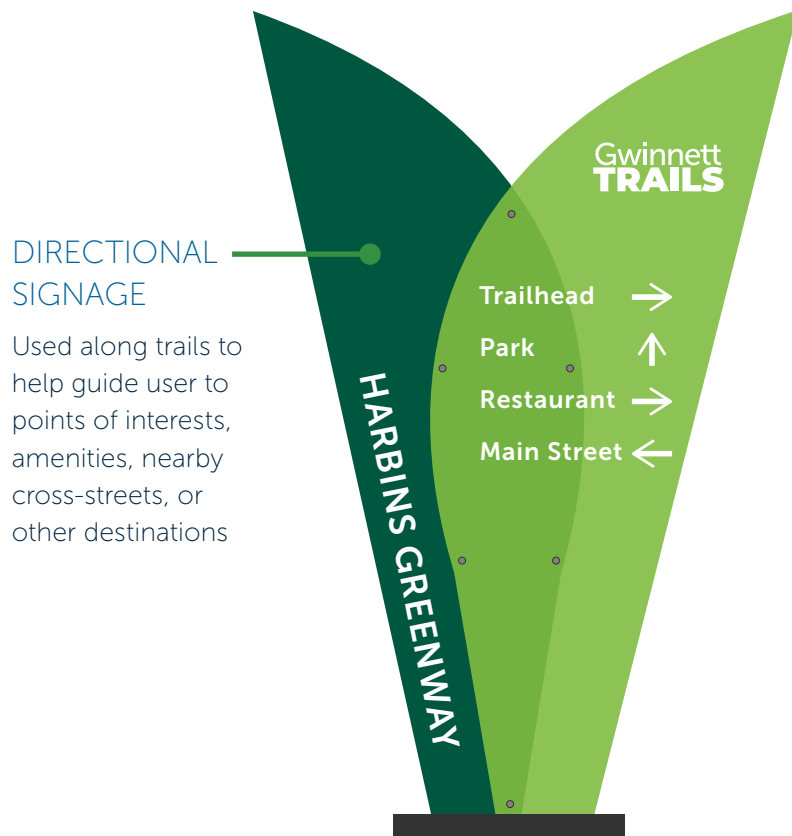 DIRECTIONAL
SIGNAGE
Used along trails to
help guide user to
points of interests,
amenities, nearby
cross-streets, or
other destinations
HARBINS GREENWAY
Gwinnett
TRAILS
Trailhead →
Park ↑
Restaurant →
Main Street ←